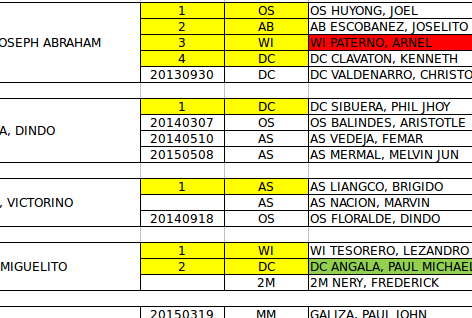 1 OS OS HUYONG, JOEL
2 AB AB ESCOBANEZ, JOSELITO
OSEPH ABRAHAM 3 WI WI PATERNO, ARNEL
4 DC DC CLAVATON, KENNETH
20130930 DC DC VALDENARRO, CHRISTO
1 DC DC SIBUERA, PHIL JHOY
20140307 OS OS BALINDES, ARISTOTLE
A, DINDO
20140510 AS AS VEDEJA, FEMAR
20150508 AS AS MERMAL, MELVIN JUN
1 AS AS LIANGCO, BRIGIDO
, VICTORINO AS AS NACION, MARVIN
20140918 OS OS FLORALDE, DINDO
1 WI WI TESORERO, LEZANDRO
MIGUELITO 2 DC DC ANGALA, PAUL MICHAEL
2M 2M NERY, FREDERICK
20150319 MM GALIZA, PAUL JOHN